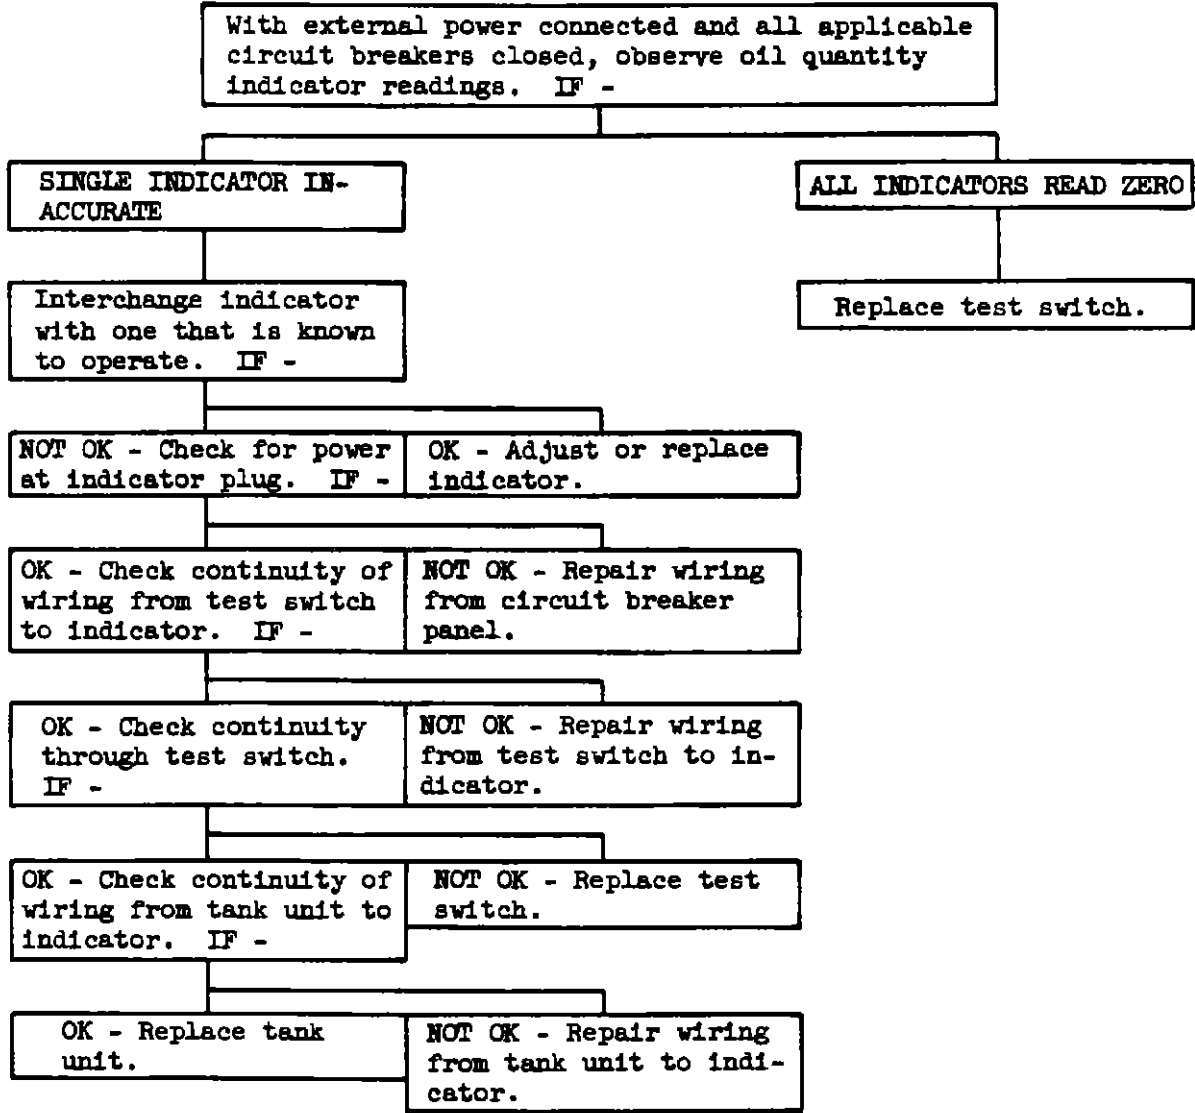 With external power connected and all applicable
circuit breakers closed, observe oil quantity
indicator readings. IF -
SINGLE INDICATOR IN-
ACCURATE
ALL INDICATORS READ ZERO
Interchange indicator
with one that is known
to operate. IF -
Replace test switch.
NOT OK - Check for power
at indicator plug. IF -
OK - Adjust or replace
indicator.
OK - Check continuity of
wiring from test switch
to indicator. IF -
NOT OK - Repair wiring
from circuit breaker
panel.
OK - Check continuity
through test switch.
IF -
NOT OK - Repair wiring
from test switch to in-
dicator.
OK - Check continuity of
wiring from tank unit to
indicator. IF -
NOT OK - Replace test
switch.
OK - Replace tank
unit.
NOT OK - Repair wiring
from tank unit to indi-
cator.